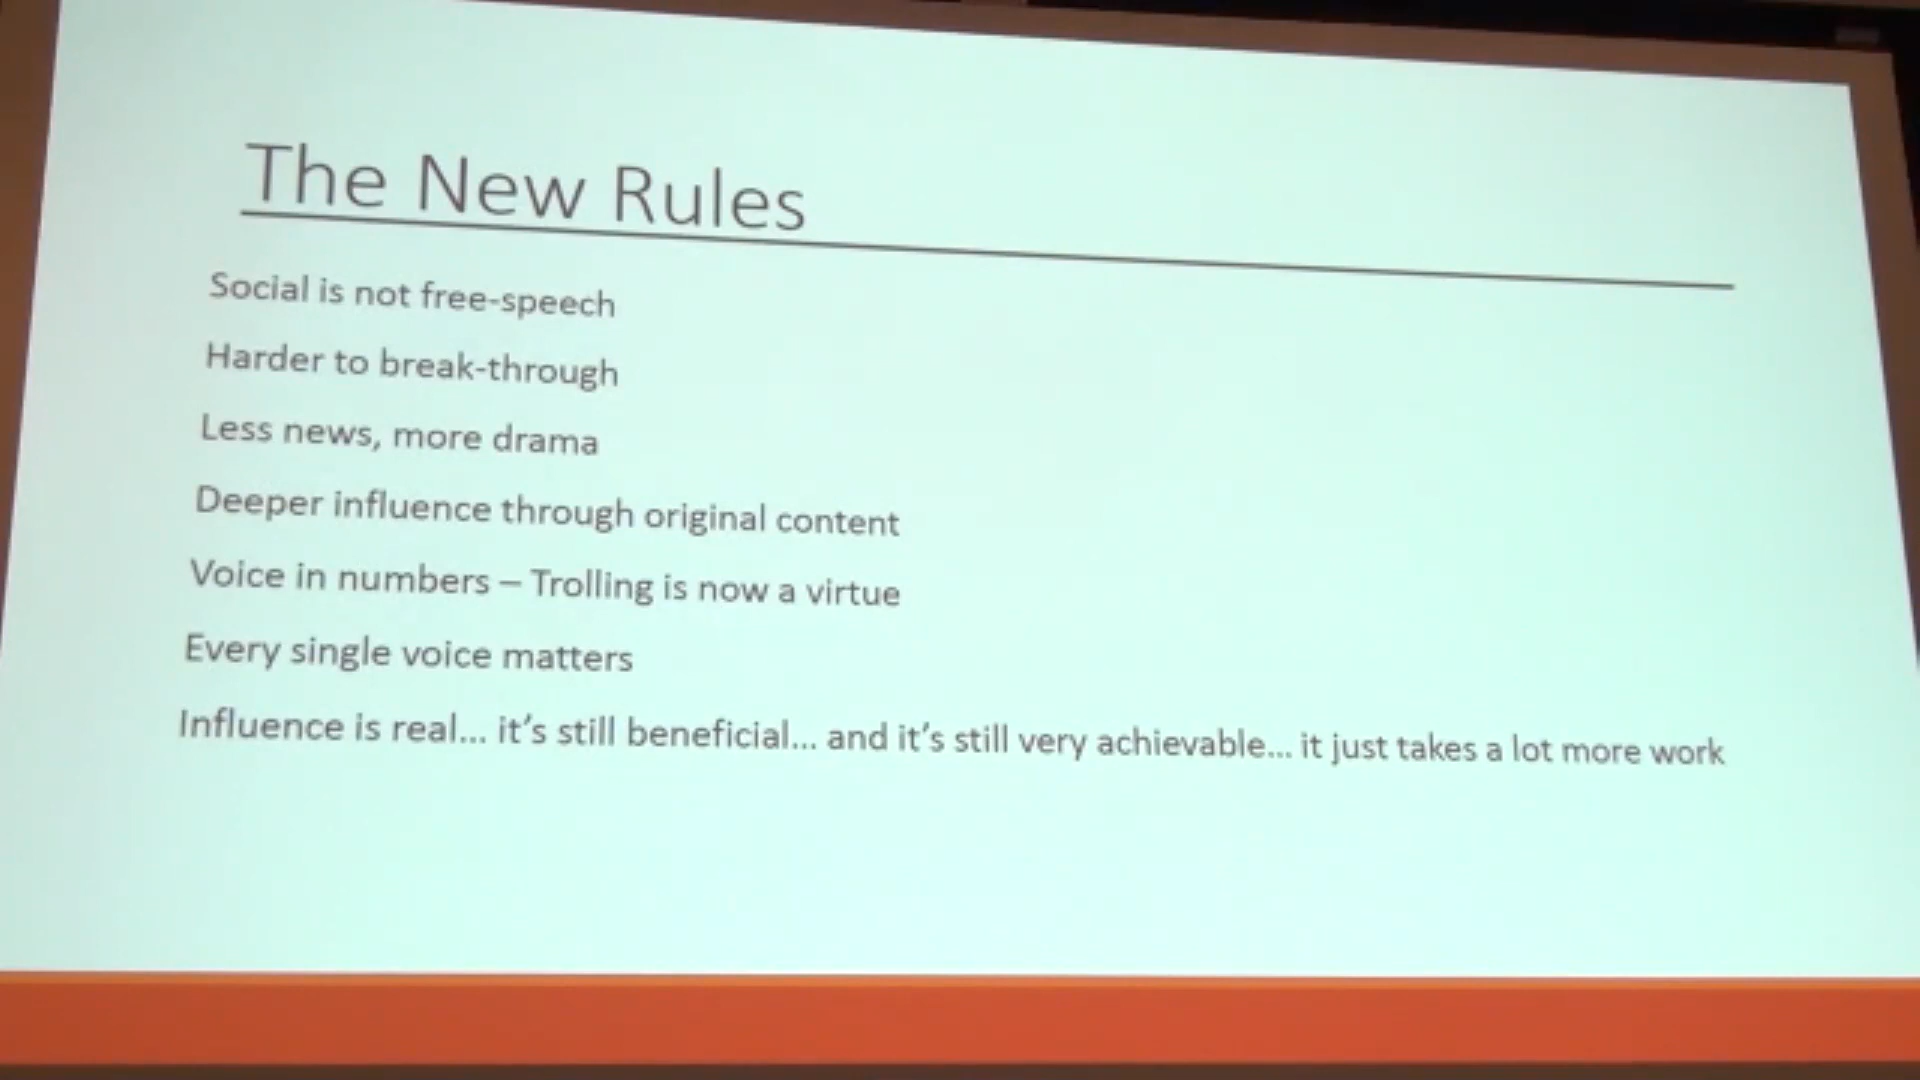 The New Rules
Social is not free-speech
Harder to break-through
Less news, more drama
Deeper influence through original content
Voice in numbers – Trolling is now a virtue
Every single voice matters
Influence is real... it's still beneficial... and it's still very achievable... it just takes a lot more work